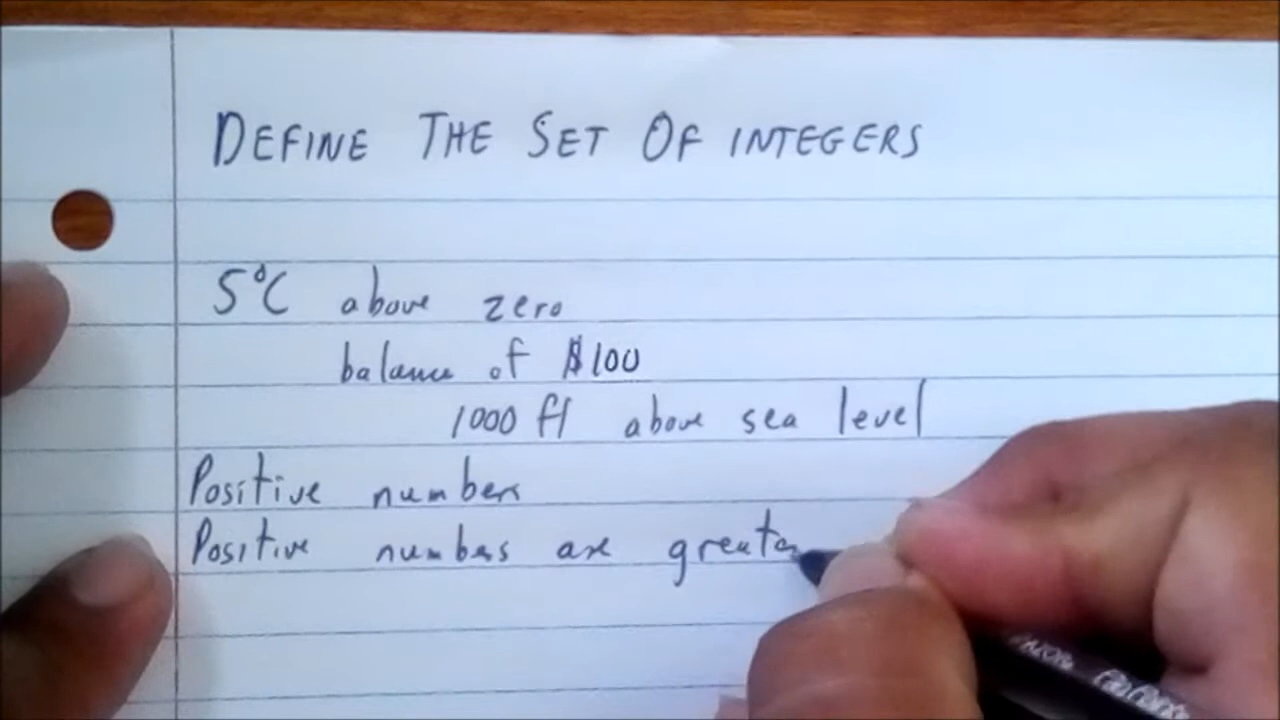 DEFINE THE SET OF INTEGERS
5°C above zero
balance of $100
1000 ft above sea level
Positive numbers
Positive numbers are greater